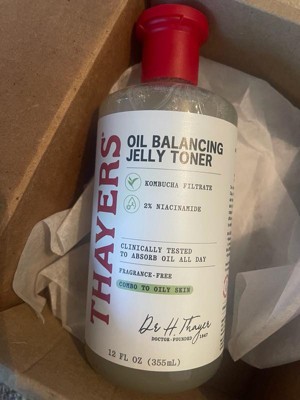 THAYERS
OIL BALANCING
JELLY TONER
KOMBUCHA FILTRATE
2% NIACINAMIDE
CLINICALLY TESTED
TO ABSORB OIL ALL DAY
FRAGRANCE-FREE
COMBO TO OILY SKIN
Dr H. Thayer
DOCTOR-FOUNDED 1847
12 FL OZ (355mL)